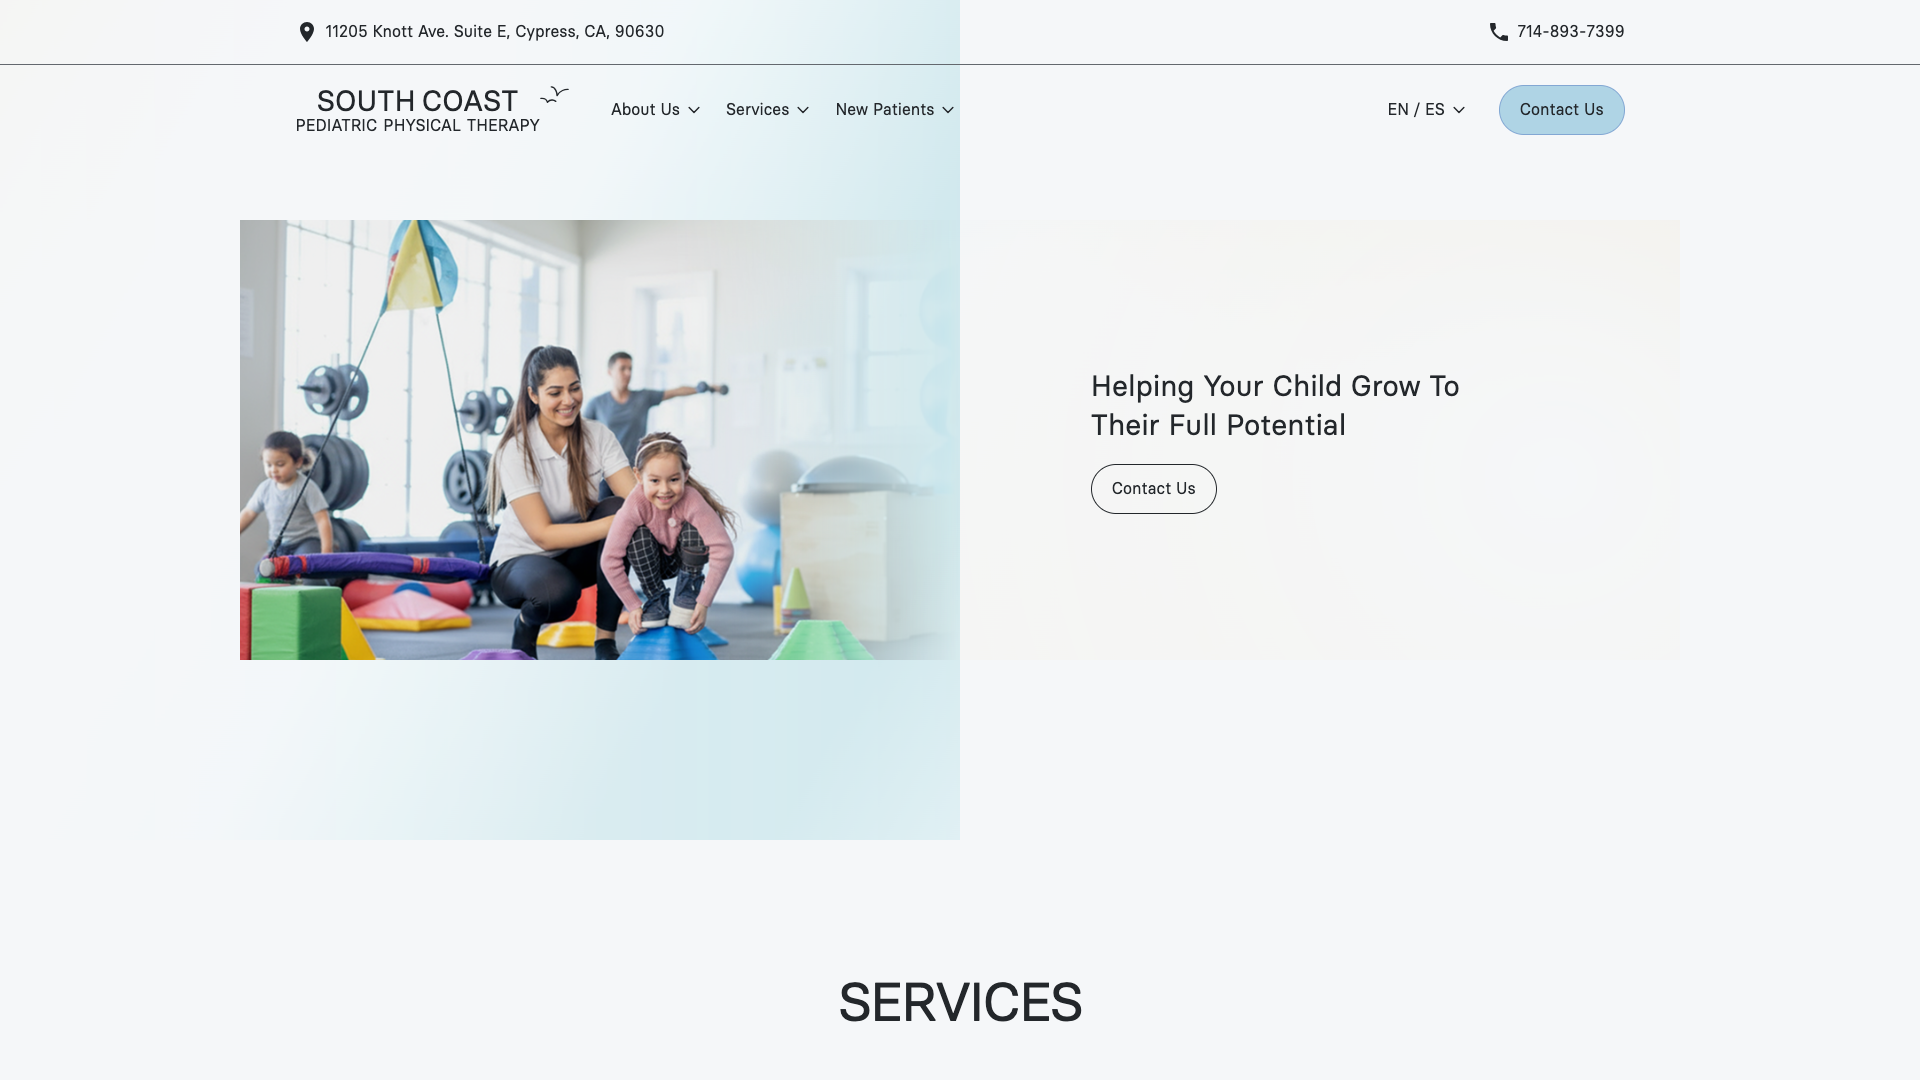 11205 Knott Ave. Suite E, Cypress, CA, 90630
714-893-7399
SOUTH COAST
PEDIATRIC PHYSICAL THERAPY
About Us
Services
New Patients
EN / ES
Contact Us
Helping Your Child Grow To
Their Full Potential
Contact Us
SERVICES